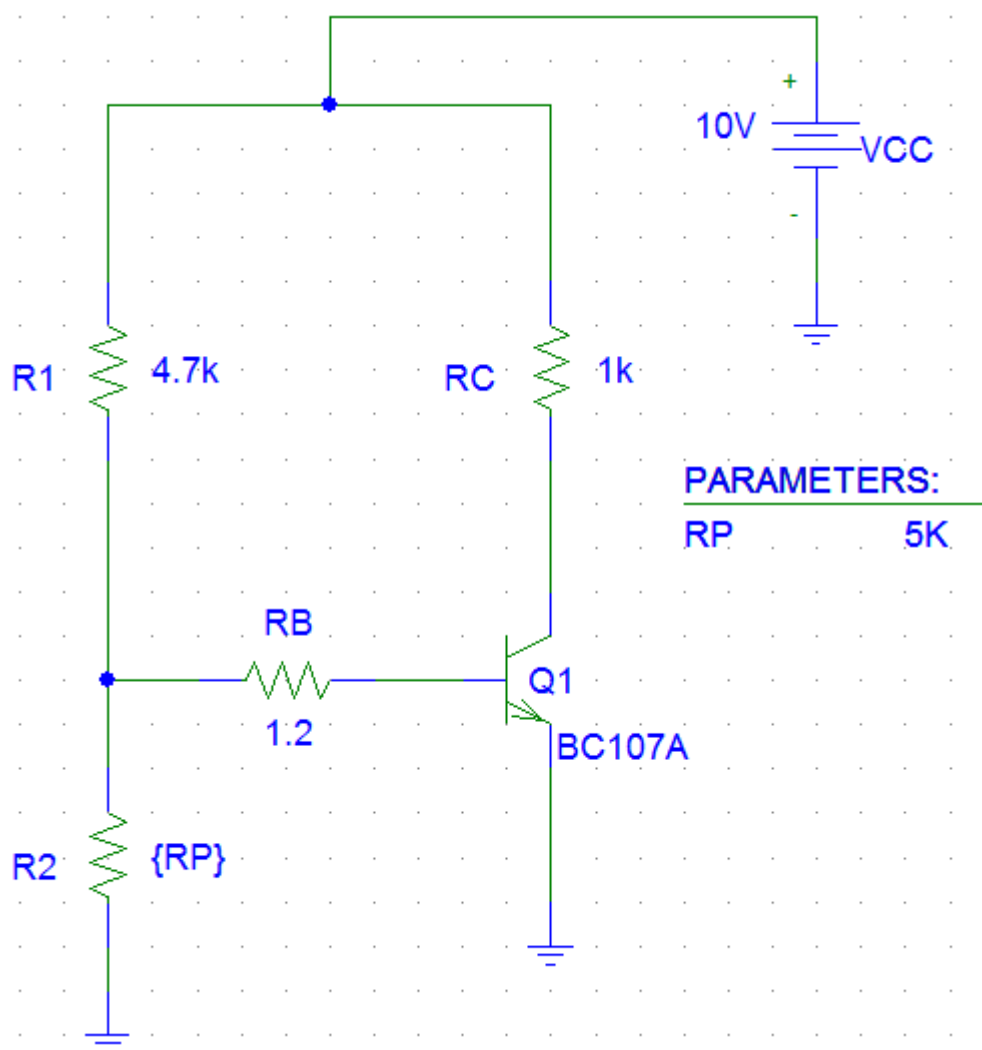 +
10V
VCC
-
R1 4.7k
RC 1k
PARAMETERS:
RP 5K
RB
1.2
Q1
BC107A
R2 {RP}